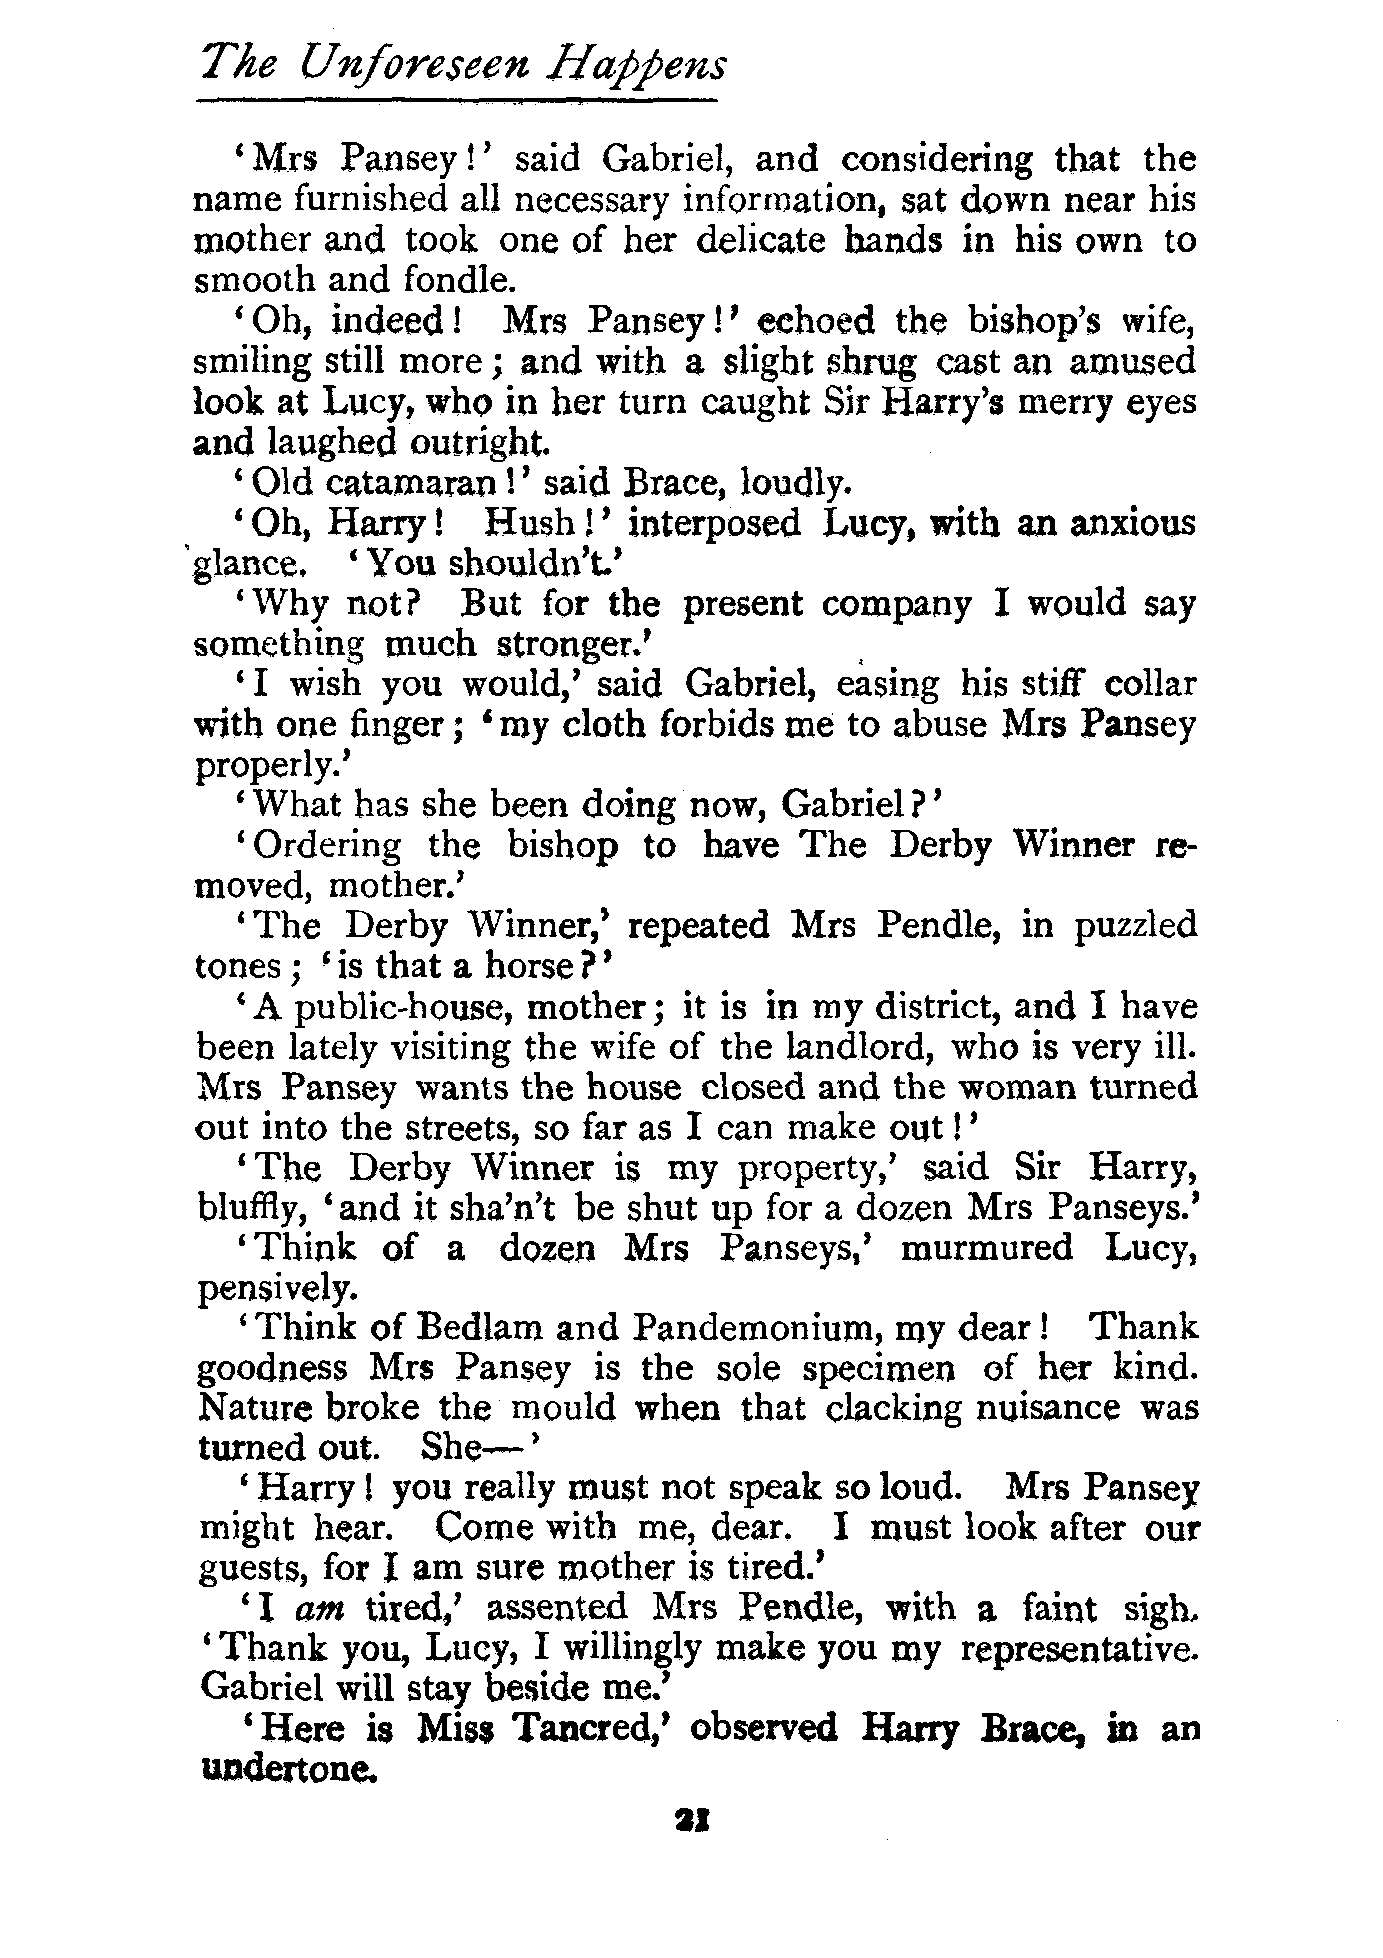 The Unforeseen Happens
‘Mrs Pansey!’ said Gabriel, and considering that the
name furnished all necessary information, sat down near his
mother and took one of her delicate hands in his own to
smooth and fondle.
‘Oh, indeed! Mrs Pansey!’ echoed the bishop’s wife,
smiling still more; and with a slight shrug cast an amused
look at Lucy, who in her turn caught Sir Harry’s merry eyes
and laughed outright.
‘Old catamaran!’ said Brace, loudly.
‘Oh, Harry! Hush!’ interposed Lucy, with an anxious
glance. ‘You shouldn’t.’
‘Why not? But for the present company I would say
something much stronger.’
‘I wish you would,’ said Gabriel, easing his stiff collar
with one finger; ‘my cloth forbids me to abuse Mrs Pansey
properly.’
‘What has she been doing now, Gabriel?’
‘Ordering the bishop to have The Derby Winner re-
moved, mother.’
‘The Derby Winner,’ repeated Mrs Pendle, in puzzled
tones; ‘is that a horse?’
‘A public-house, mother; it is in my district, and I have
been lately visiting the wife of the landlord, who is very ill.
Mrs Pansey wants the house closed and the woman turned
out into the streets, so far as I can make out!’
‘The Derby Winner is my property,’ said Sir Harry,
bluffly, ‘and it sha’n’t be shut up for a dozen Mrs Panseys.’
‘Think of a dozen Mrs Panseys,’ murmured Lucy,
pensively.
‘Think of Bedlam and Pandemonium, my dear! Thank
goodness Mrs Pansey is the sole specimen of her kind.
Nature broke the mould when that clacking nuisance was
turned out. She—’
‘Harry! you really must not speak so loud. Mrs Pansey
might hear. Come with me, dear. I must look after our
guests, for I am sure mother is tired.’
‘I am tired,’ assented Mrs Pendle, with a faint sigh.
‘Thank you, Lucy, I willingly make you my representative.
Gabriel will stay beside me.’
‘Here is Miss Tancred,’ observed Harry Brace, in an
undertone.
21